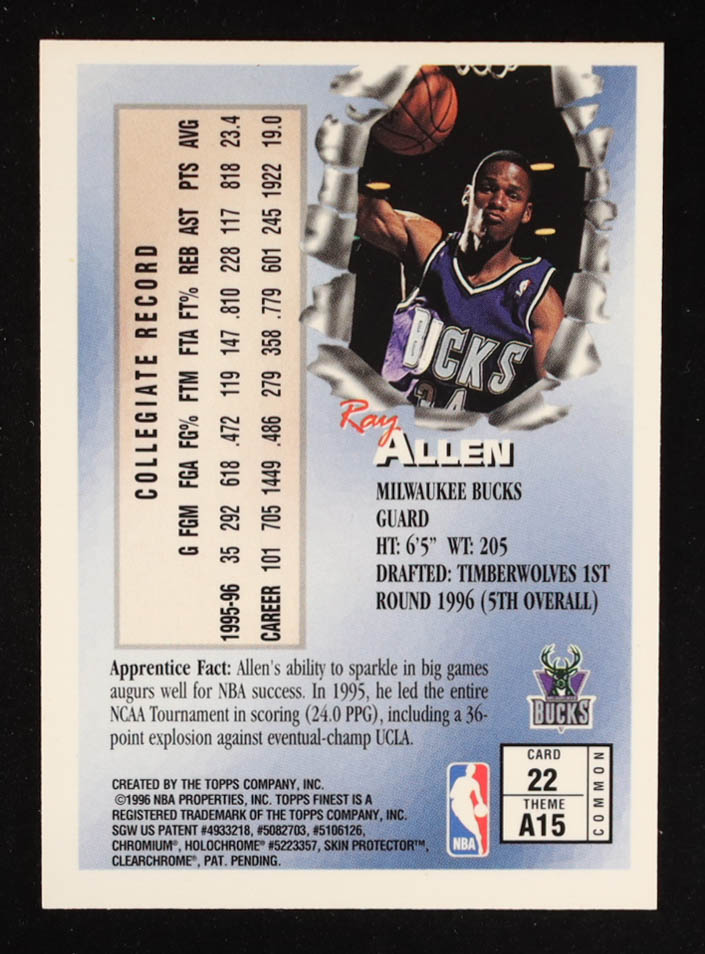 COLLEGIATE RECORD
G FGM FGA FG% FTM FTA FT% REB AST PTS AVG
1995-96 35 292 618 .472 119 147 .810 228 117 818 23.4
CAREER 101 705 1449 .486 279 358 .779 601 245 1922 19.0
BUCKS
34
Ray
ALLEN
MILWAUKEE BUCKS
GUARD
HT: 6'5" WT: 205
DRAFTED: TIMBERWOLVES 1ST
ROUND 1996 (5TH OVERALL)
Apprentice Fact: Allen's ability to sparkle in big games
augurs well for NBA success. In 1995, he led the entire
NCAA Tournament in scoring (24.0 PPG), including a 36-
point explosion against eventual-champ UCLA.
BUCKS
CREATED BY THE TOPPS COMPANY, INC.
©1996 NBA PROPERTIES, INC. TOPPS FINEST IS A
REGISTERED TRADEMARK OF THE TOPPS COMPANY, INC.
SGW US PATENT #4933218, #5082703, #5106126,
CHROMIUM®, HOLOCHROME® #5223357, SKIN PROTECTOR™,
CLEARCHROME®, PAT. PENDING.
NBA
CARD
22
THEME
A15
COMMON